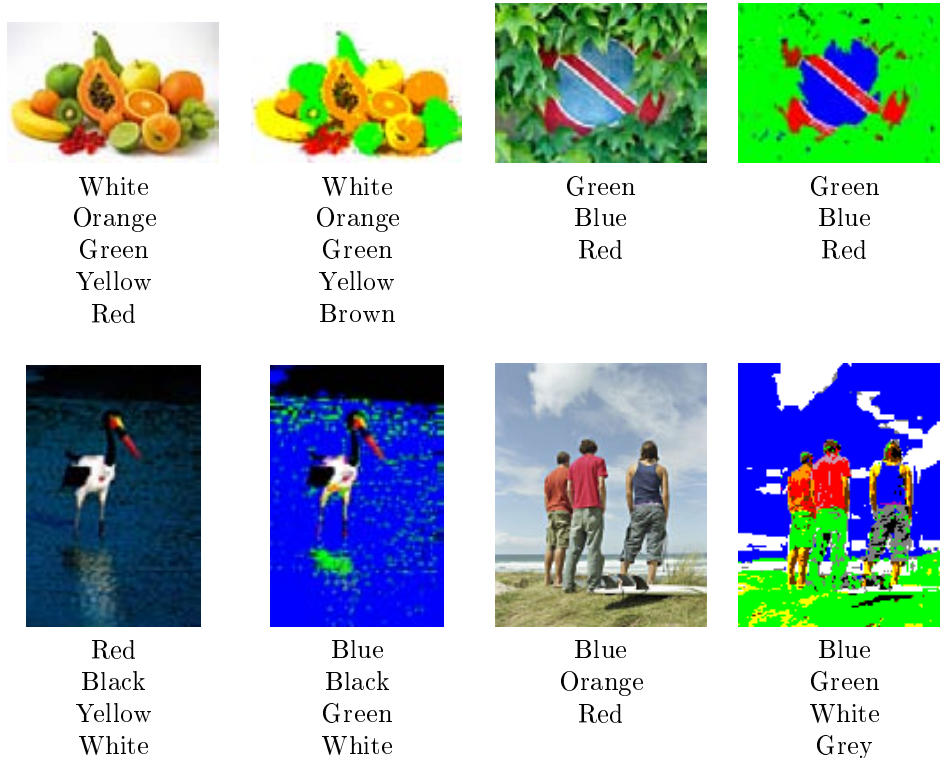 White
Orange
Green
Yellow
Red
White
Orange
Green
Yellow
Brown
Green
Blue
Red
Green
Blue
Red
Red
Black
Yellow
White
Blue
Black
Green
White
Blue
Orange
Red
Blue
Green
White
Grey